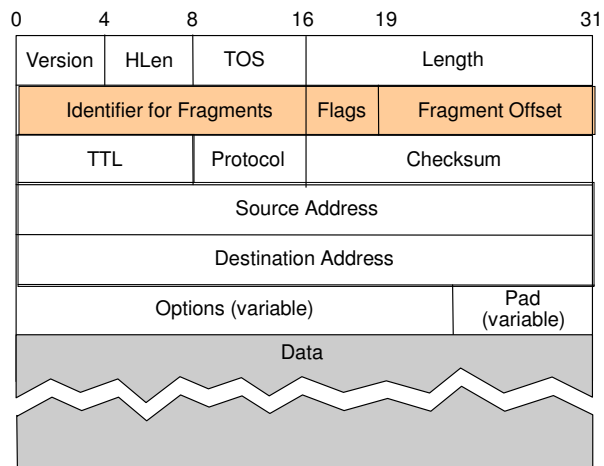 0 4 8 16 19 31
Version HLen TOS Length
Identifier for Fragments Flags Fragment Offset
TTL Protocol Checksum
Source Address
Destination Address
Options (variable) Pad
(variable)
Data